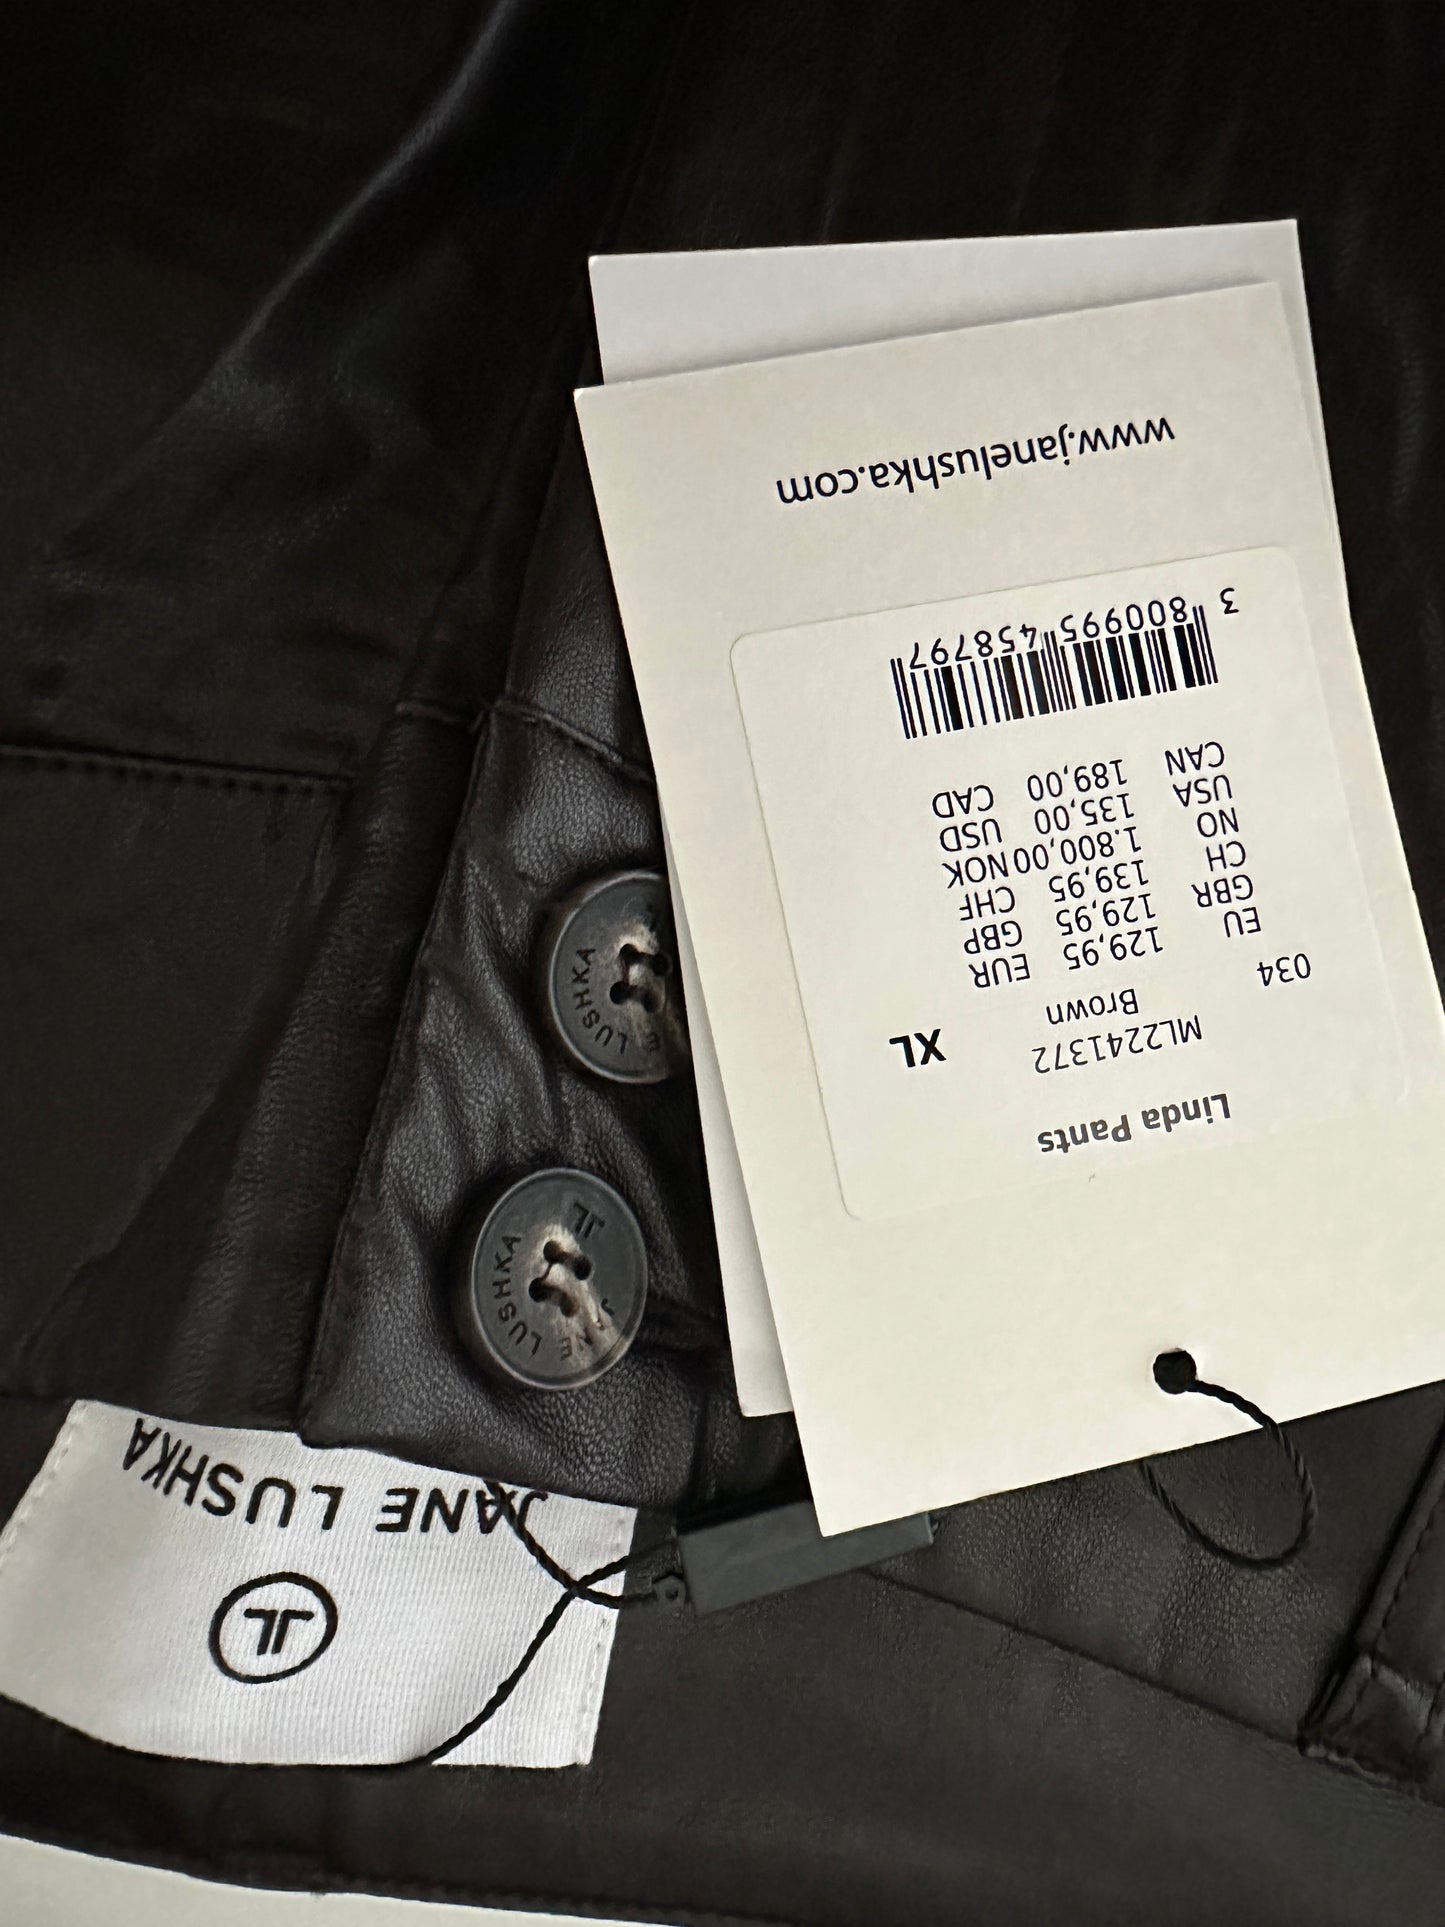 Linda Pants
ML2241372
034 Brown XL
EU 129,95 EUR
GBR 129,95 GBP
CH 139,95 CHF
NO 1.800,00 NOK
USA 135,00 USD
CAN 189,00 CAD
3 800995 458797
www.janelushka.com
JL
JANE LUSHKA
E LUSHKA
JL
LUSHKA